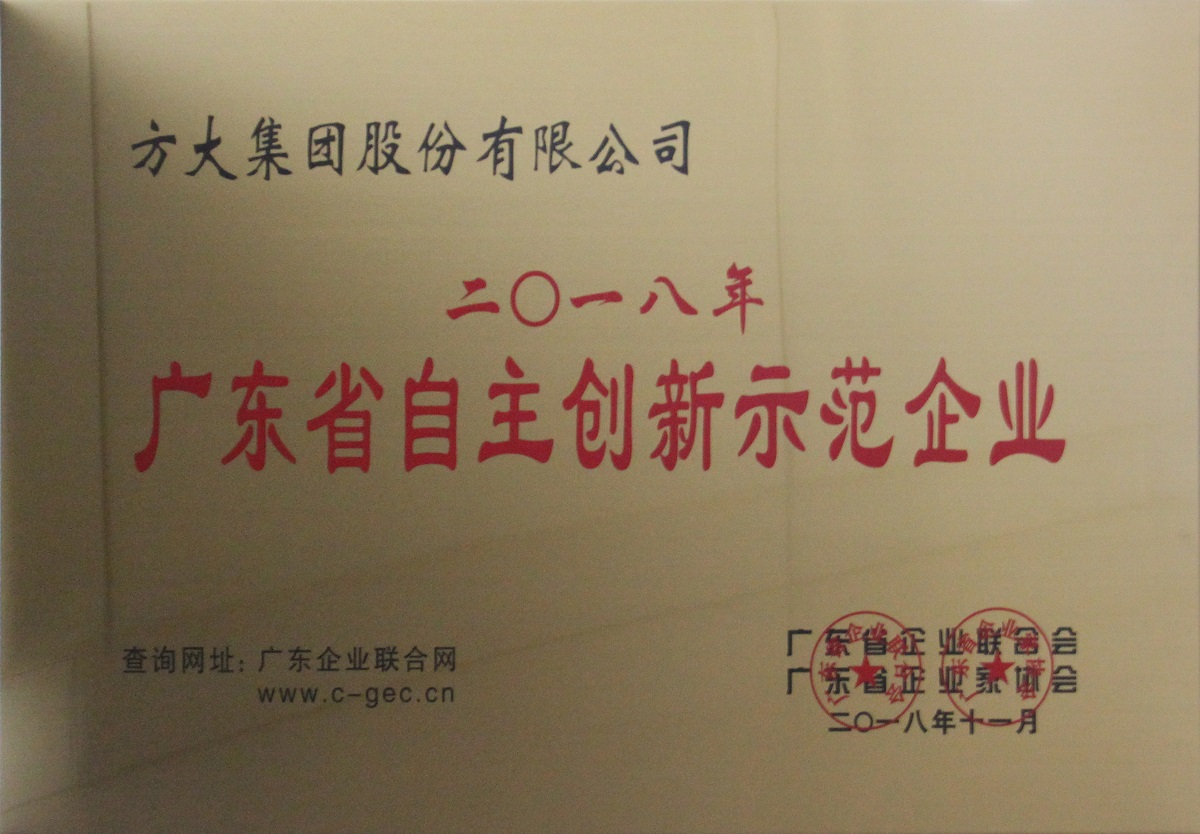 方大集团股份有限公司
二〇一八年
广东省自主创新示范企业
查询网址：广东企业联合网
www.c-gec.cn
广东省企业联合会
广东省企业家协会
二〇一八年十一月